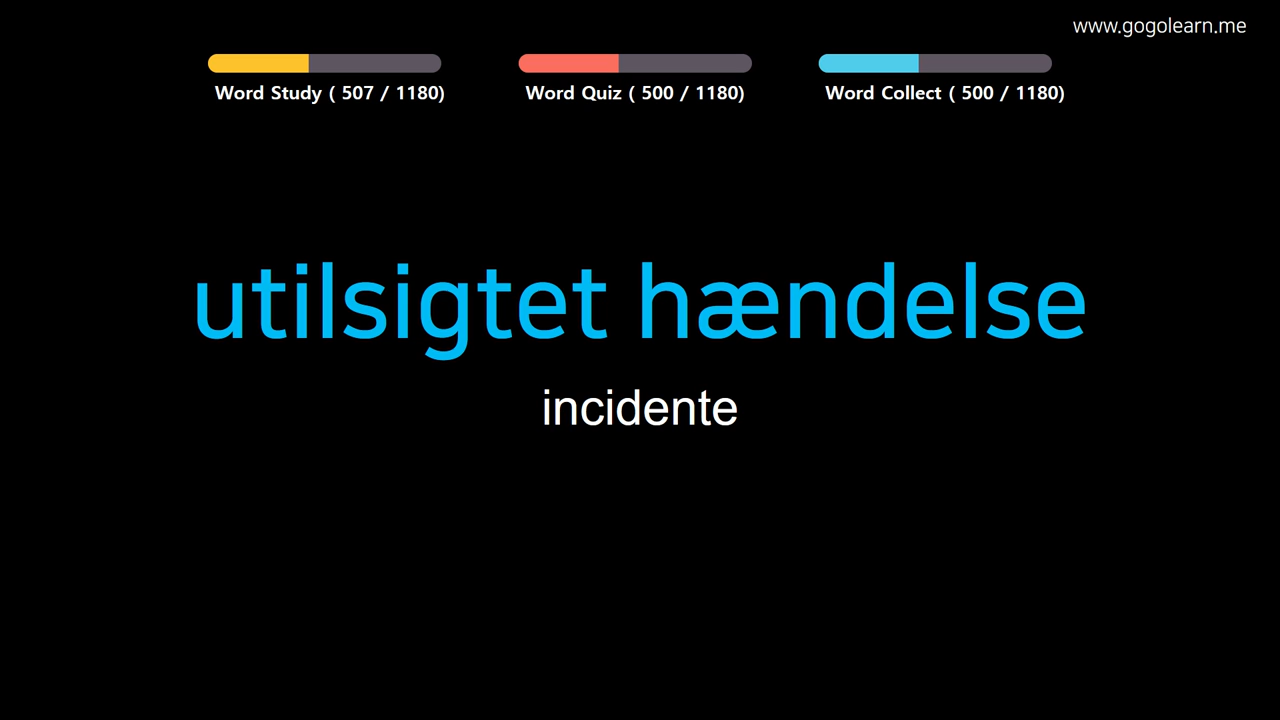 www.gogolearn.me
Word Study ( 507 / 1180)
Word Quiz ( 500 / 1180)
Word Collect ( 500 / 1180)
utilsigtet hændelse
incidente